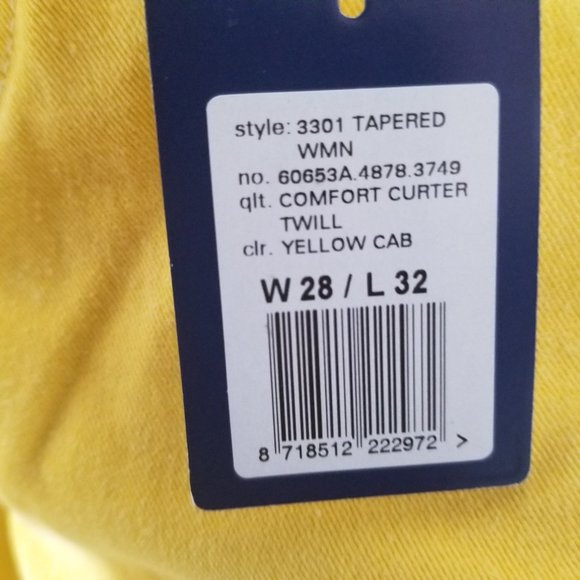 style: 3301 TAPERED
WMN
no. 60653A.4878.3749
qlt. COMFORT CURTER
TWILL
clr. YELLOW CAB
W 28 / L 32
8 718512 222972 >